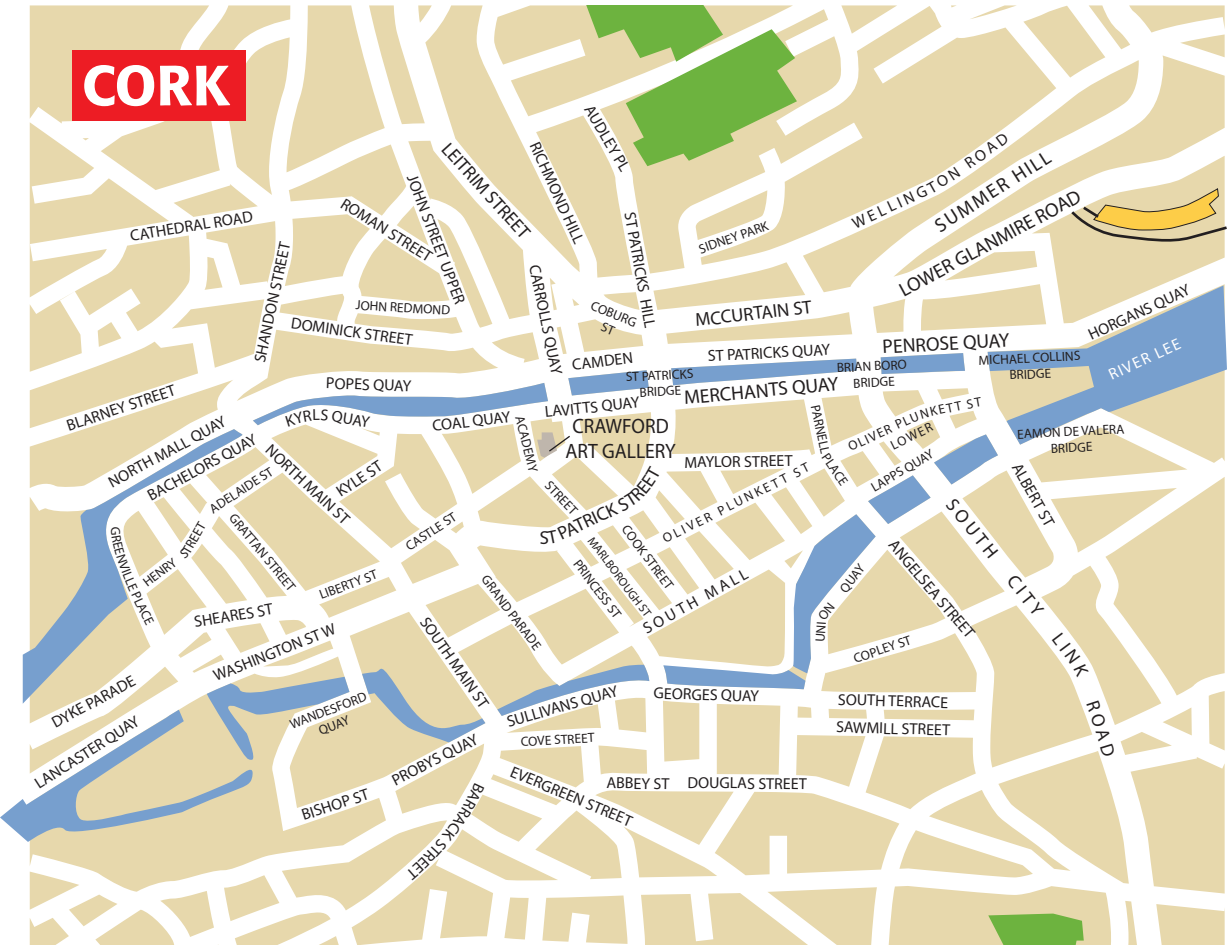 CORK
AUDLEY PL
LEITRIM STREET
RICHMOND HILL
WELLINGTON ROAD
SUMMER HILL
JOHN STREET UPPER
ROMAN STREET
CATHEDRAL ROAD
ST PATRICKS HILL
SIDNEY PARK
LOWER GLANMIRE ROAD
SHANDON STREET
CARROLLS QUAY
JOHN REDMOND
COBURG
ST
MCCURTAIN ST
HORGANS QUAY
DOMINICK STREET
CAMDEN
ST PATRICKS QUAY
PENROSE QUAY
MICHAEL COLLINS
BRIDGE
RIVER LEE
POPES QUAY
ST PATRICKS
BRIDGE
BRIAN BORO
BRIDGE
MERCHANTS QUAY
BLARNEY STREET
KYRLS QUAY
COAL QUAY
LAVITTS QUAY
NORTH MALL QUAY
BACHELORS QUAY
ACADEMY
STREET
CRAWFORD
ART GALLERY
PARNELL PLACE
OLIVER PLUNKETT ST
LOWER
EAMON DE VALERA
BRIDGE
NORTH MAIN ST
KYLE ST
ADELAIDE ST
MAYLOR STREET
LAPPS QUAY
ALBERT ST
GREENVILLE PLACE
HENRY STREET
GRATTAN STREET
CASTLE ST
ST PATRICK STREET
OLIVER PLUNKETT ST
COOK STREET
MARLBOROUGH ST
PRINCESS ST
SOUTH CITY LINK ROAD
LIBERTY ST
GRAND PARADE
SOUTH MALL
UNION QUAY
ANGELSEA STREET
SHEARES ST
WASHINGTON ST W
SOUTH MAIN ST
COPLEY ST
DYKE PARADE
LANCASTER QUAY
WANDESFORD
QUAY
SULLIVANS QUAY
GEORGES QUAY
SOUTH TERRACE
SAWMILL STREET
COVE STREET
PROBYS QUAY
BISHOP ST
BARRACK STREET
EVERGREEN STREET
ABBEY ST
DOUGLAS STREET